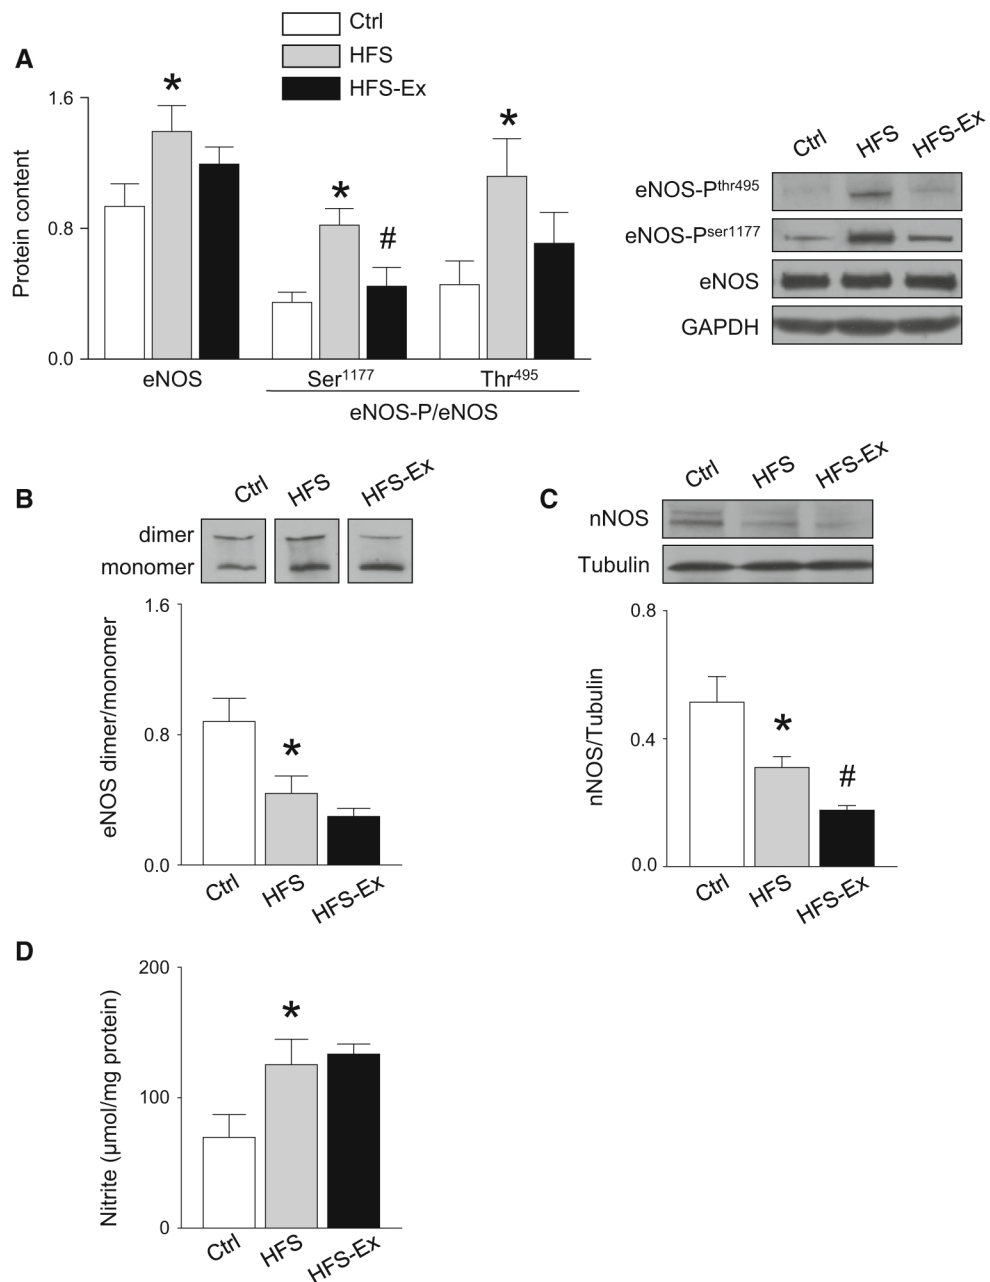 A
Ctrl
HFS
HFS-Ex
Protein content
1.6
0.8
0.0
*
*
#
*
eNOS
Ser1177
Thr495
eNOS-P/eNOS
Ctrl
HFS
HFS-Ex
eNOS-Pthr495
eNOS-Pser1177
eNOS
GAPDH
B
Ctrl
HFS
HFS-Ex
dimer
monomer
eNOS dimer/monomer
1.6
0.8
0.0
*
Ctrl
HFS
HFS-Ex
C
Ctrl
HFS
HFS-Ex
nNOS
Tubulin
nNOS/Tubulin
0.8
0.4
0.0
*
#
Ctrl
HFS
HFS-Ex
D
Nitrite (µmol/mg protein)
200
100
0
*
Ctrl
HFS
HFS-Ex